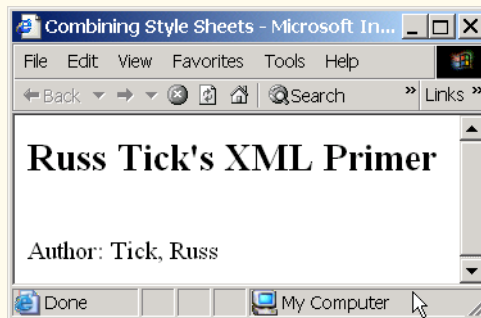 Combining Style Sheets - Microsoft In...
File Edit View Favorites Tools Help
Back Search » Links »
Russ Tick's XML Primer
Author: Tick, Russ
Done My Computer